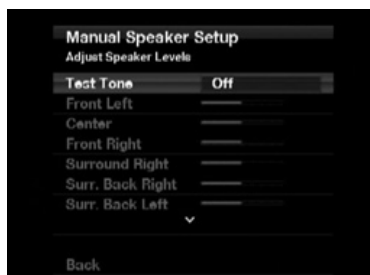 Manual Speaker Setup
Adjust Speaker Levels
Test Tone Off
Front Left
Center
Front Right
Surround Right
Surr. Back Right
Surr. Back Left
Back